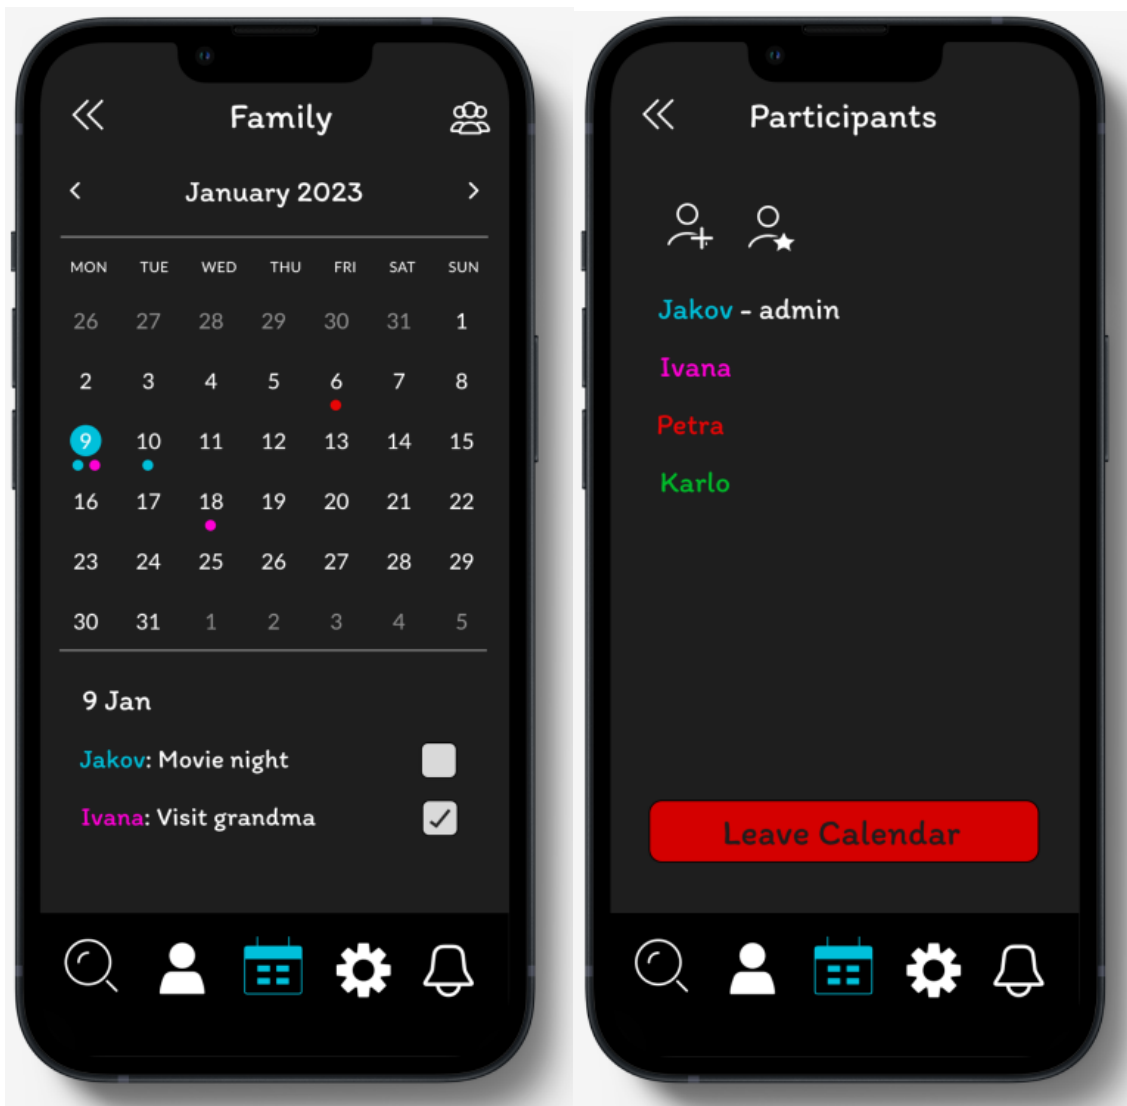 Family
January 2023
MON TUE WED THU FRI SAT SUN
26 27 28 29 30 31 1
2 3 4 5 6 7 8
9 10 11 12 13 14 15
16 17 18 19 20 21 22
23 24 25 26 27 28 29
30 31 1 2 3 4 5
9 Jan
Jakov: Movie night
Ivana: Visit grandma
Participants
Jakov - admin
Ivana
Petra
Karlo
Leave Calendar